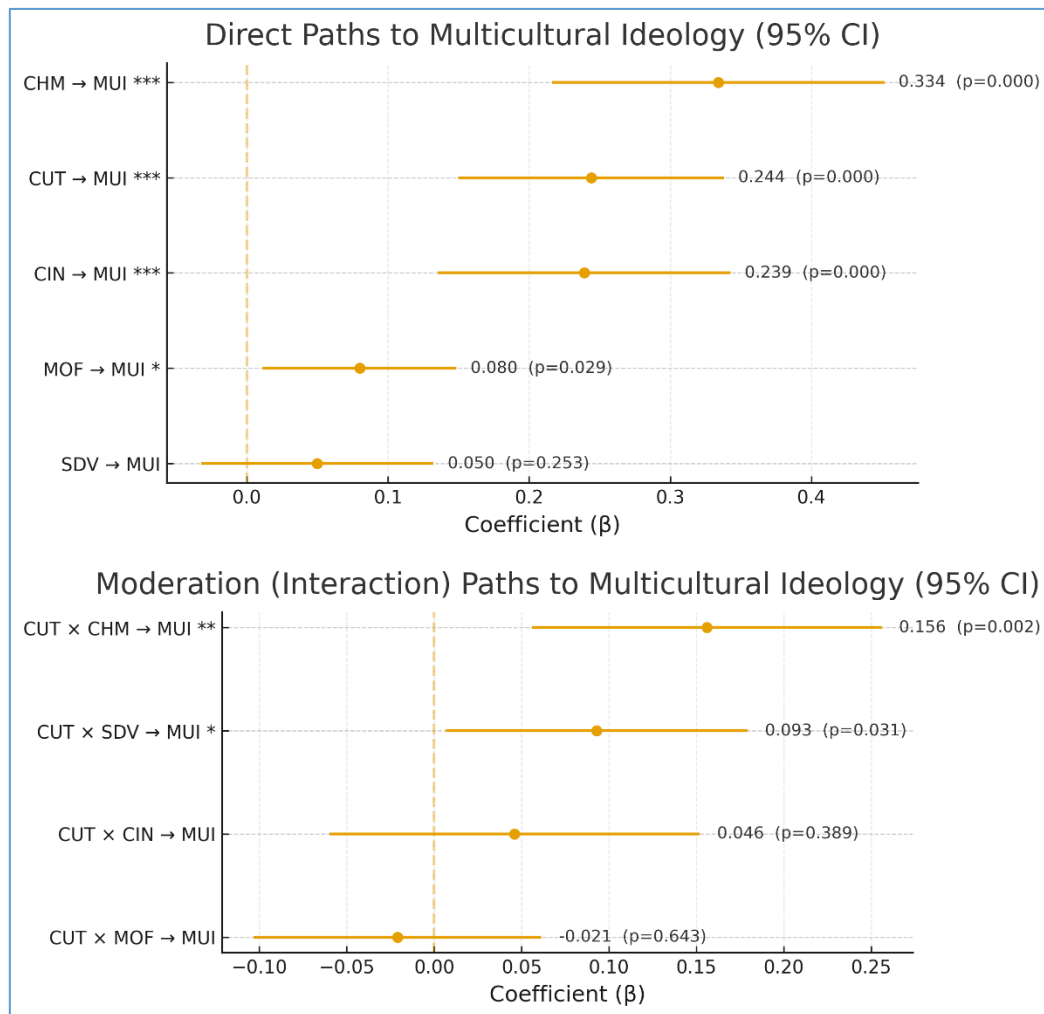 Direct Paths to Multicultural Ideology (95% CI)
CHM → MUI *** 0.334 (p=0.000)
CUT → MUI *** 0.244 (p=0.000)
CIN → MUI *** 0.239 (p=0.000)
MOF → MUI * 0.080 (p=0.029)
SDV → MUI 0.050 (p=0.253)
0.0 0.1 0.2 0.3 0.4
Coefficient (β)
Moderation (Interaction) Paths to Multicultural Ideology (95% CI)
CUT × CHM → MUI ** 0.156 (p=0.002)
CUT × SDV → MUI * 0.093 (p=0.031)
CUT × CIN → MUI 0.046 (p=0.389)
CUT × MOF → MUI -0.021 (p=0.643)
−0.10 −0.05 0.00 0.05 0.10 0.15 0.20 0.25
Coefficient (β)